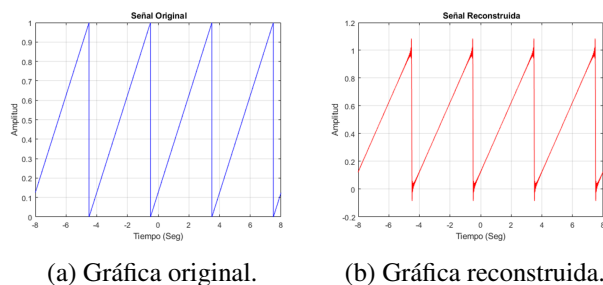 Señal Original
1
0.9
0.8
0.7
0.6
0.5
0.4
0.3
0.2
0.1
0
Amplitud
-8 -6 -4 -2 0 2 4 6 8
Tiempo (Seg)
(a) Gráfica original.
Señal Reconstruida
1.2
1
0.8
0.6
0.4
0.2
0
-0.2
Amplitud
-8 -6 -4 -2 0 2 4 6 8
Tiempo (Seg)
(b) Gráfica reconstruida.